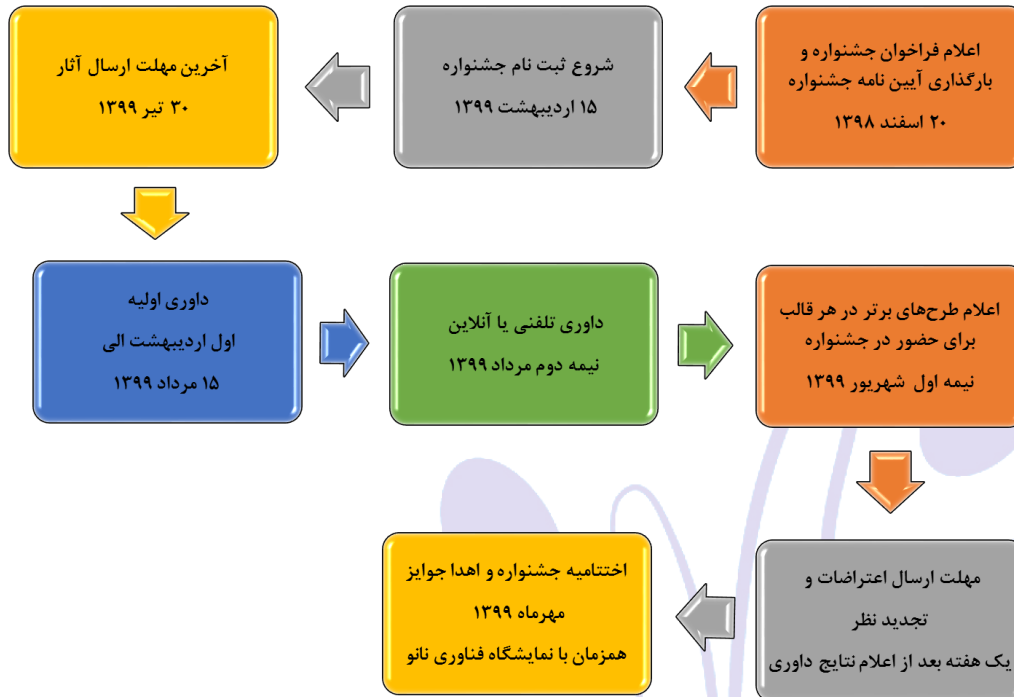 اعلام فراخوان جشنواره و
بارگذاری آیین نامه جشنواره
۲۰ اسفند ۱۳۹۸
شروع ثبت نام جشنواره
۱۵ اردیبهشت ۱۳۹۹
آخرین مهلت ارسال آثار
۳۰ تیر ۱۳۹۹
داوری اولیه
اول اردیبهشت الی
۱۵ مرداد ۱۳۹۹
داوری تلفنی یا آنلاین
نیمه دوم مرداد ۱۳۹۹
اعلام طرح‌های برتر در هر قالب
برای حضور در جشنواره
نیمه اول شهریور ۱۳۹۹
مهلت ارسال اعتراضات و
تجدید نظر
یک هفته بعد از اعلام نتایج داوری
اختتامیه جشنواره و اهدا جوایز
مهرماه ۱۳۹۹
همزمان با نمایشگاه فناوری نانو